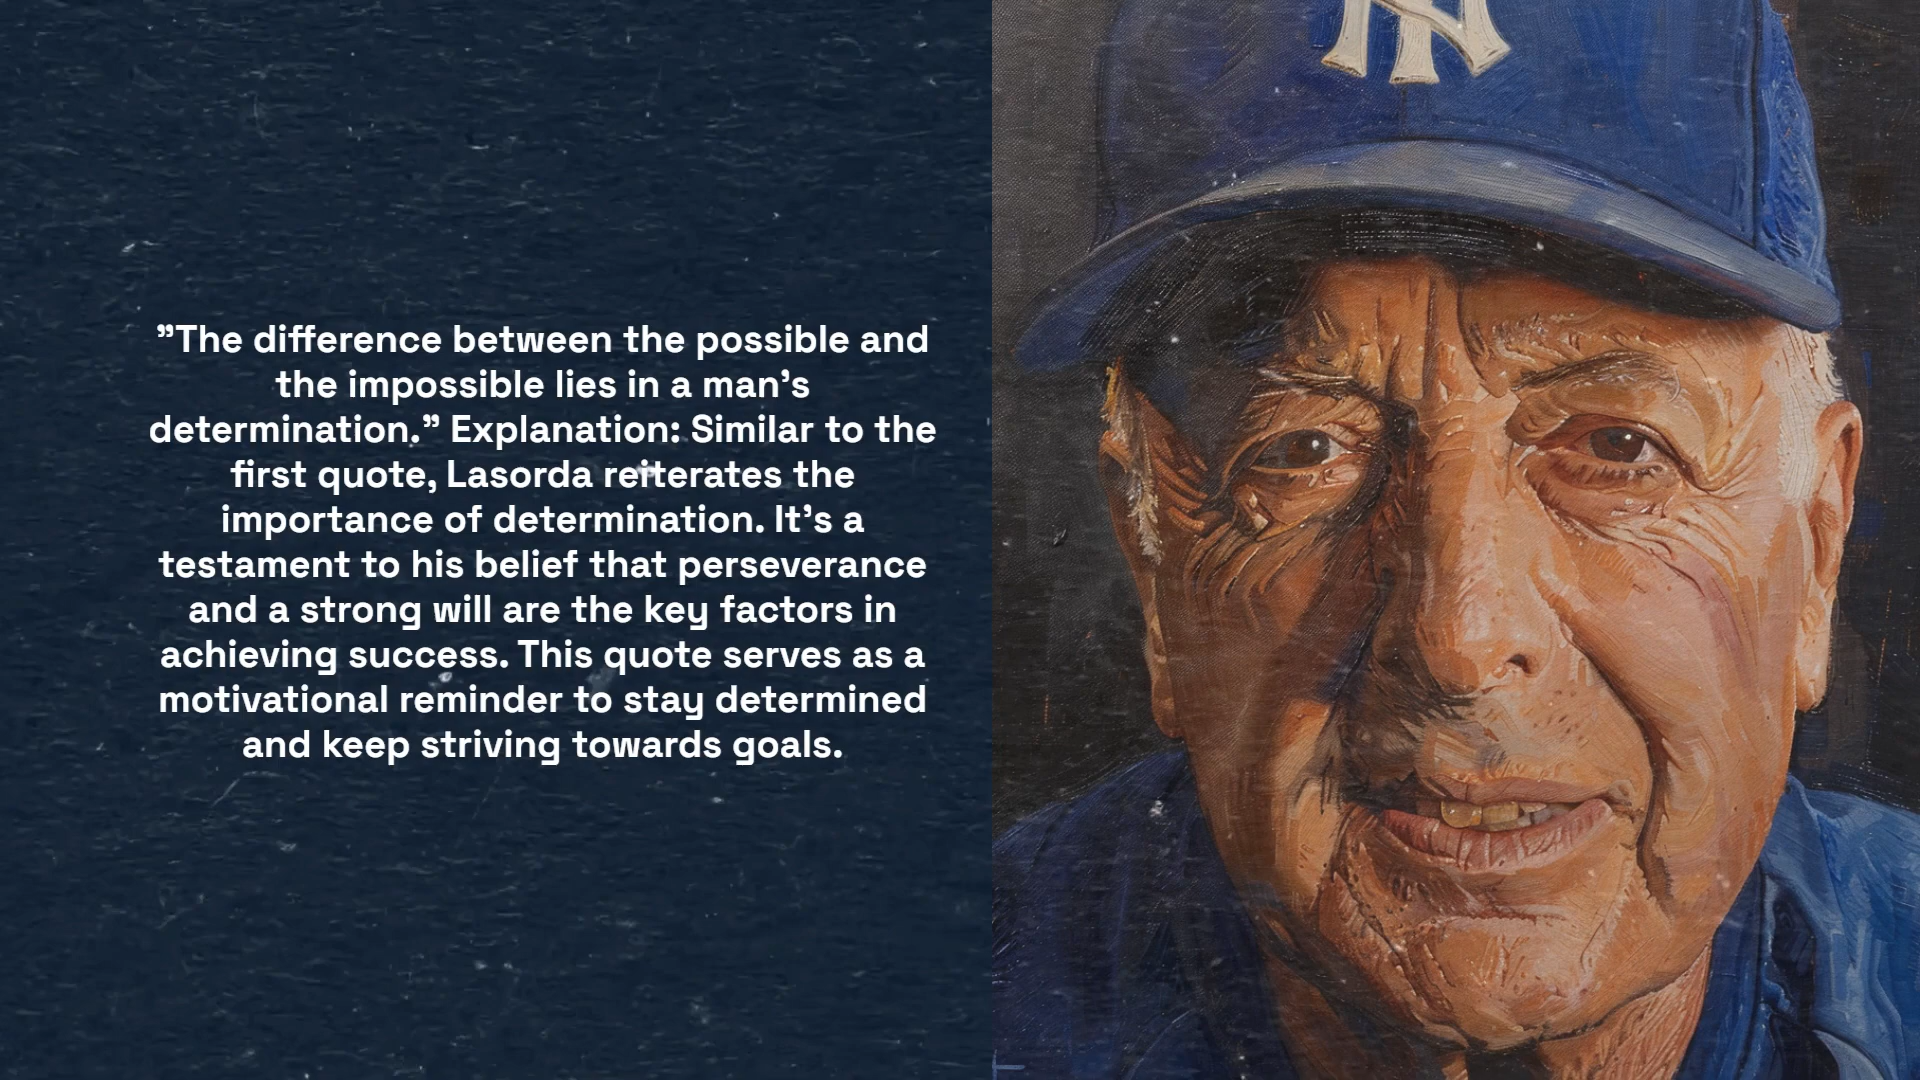 ”The difference between the possible and
the impossible lies in a man’s
determination.” Explanation: Similar to the
first quote, Lasorda reiterates the
importance of determination. It’s a
testament to his belief that perseverance
and a strong will are the key factors in
achieving success. This quote serves as a
motivational reminder to stay determined
and keep striving towards goals.
NY